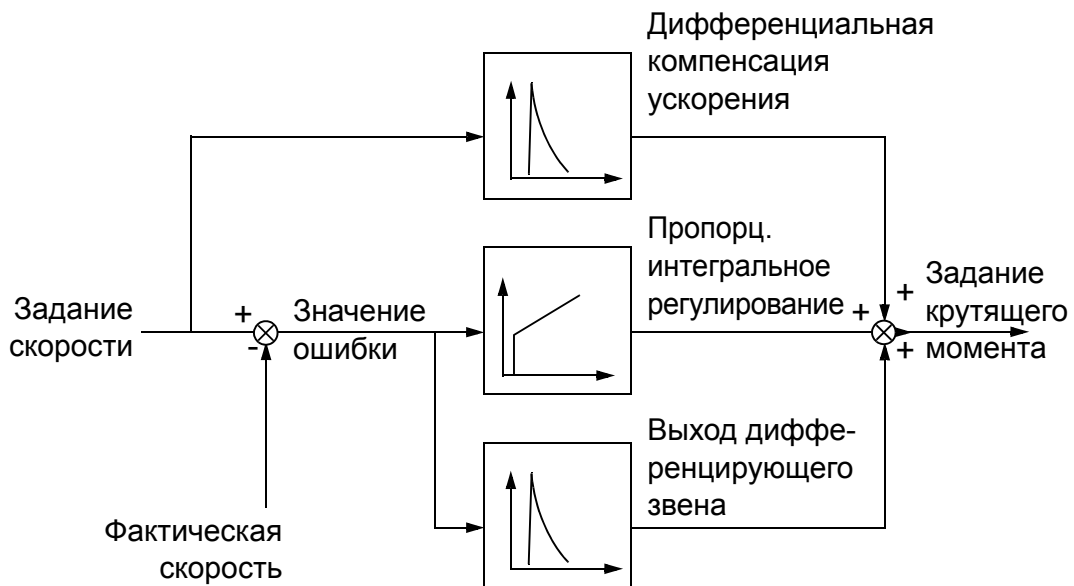 Дифференциальная
компенсация
ускорения
Пропорц.
интегральное
регулирование
Задание
скорости
+
-
Значение
ошибки
+
+
+
Задание
крутящего
момента
Выход диффе-
ренцирующего
звена
Фактическая
скорость